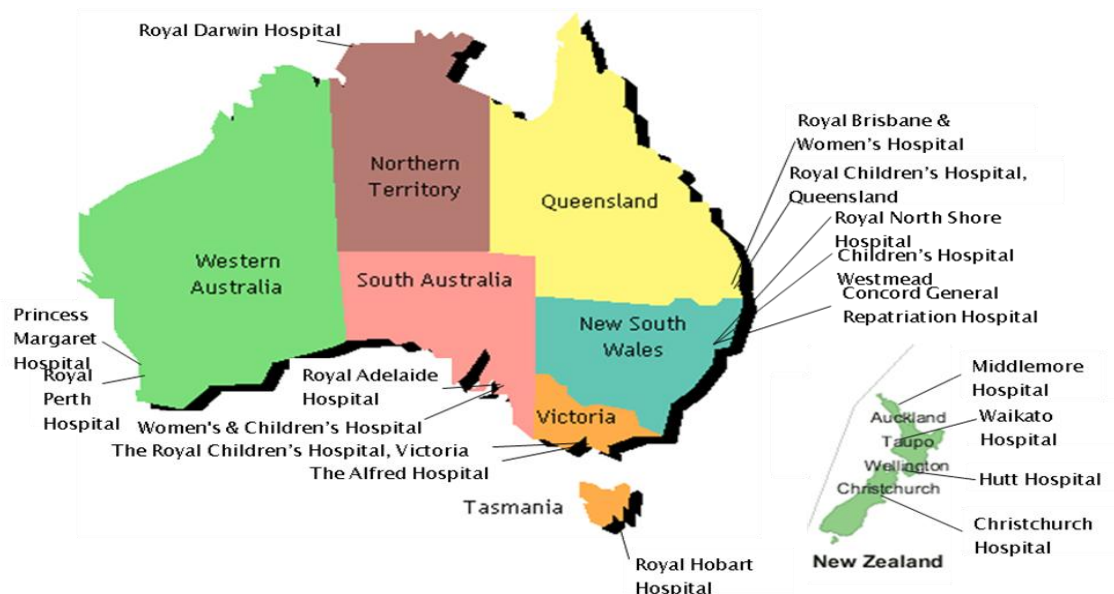 Royal Darwin Hospital
Northern
Territory
Queensland
Western
Australia
South Australia
New South
Wales
Victoria
Tasmania
Royal Brisbane &
Women's Hospital
Royal Children's Hospital,
Queensland
Royal North Shore
Hospital
Children's Hospital
Westmead
Concord General
Repatriation Hospital
Princess
Margaret
Hospital
Royal
Perth
Hospital
Royal Adelaide
Hospital
Women's & Children's Hospital
The Royal Children's Hospital, Victoria
The Alfred Hospital
Royal Hobart
Hospital
Middlemore
Hospital
Auckland
Waikato
Hospital
Taupo
Wellington
Hutt Hospital
Christchurch
Christchurch
Hospital
New Zealand